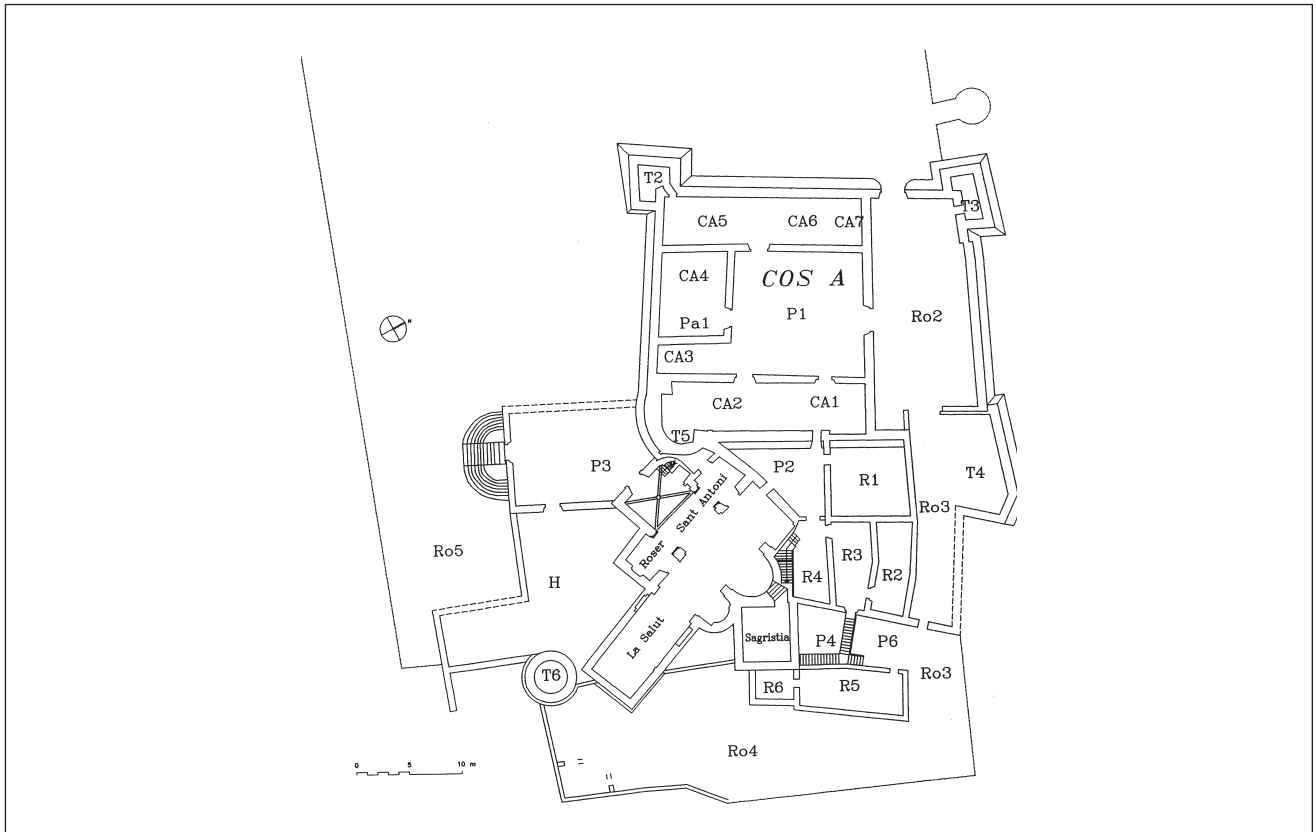 T2
T3
CA5
CA6
CA7
CA4
COS A
Pa1
P1
Ro2
N
CA3
CA2
CA1
T5
P3
P2
R1
T4
Ro3
Roser
Sant Antoni
Ro5
H
R4
R3
R2
La Salut
Sagristia
P4
P6
T6
R6
R5
Ro3
Ro4
0 5 10 m